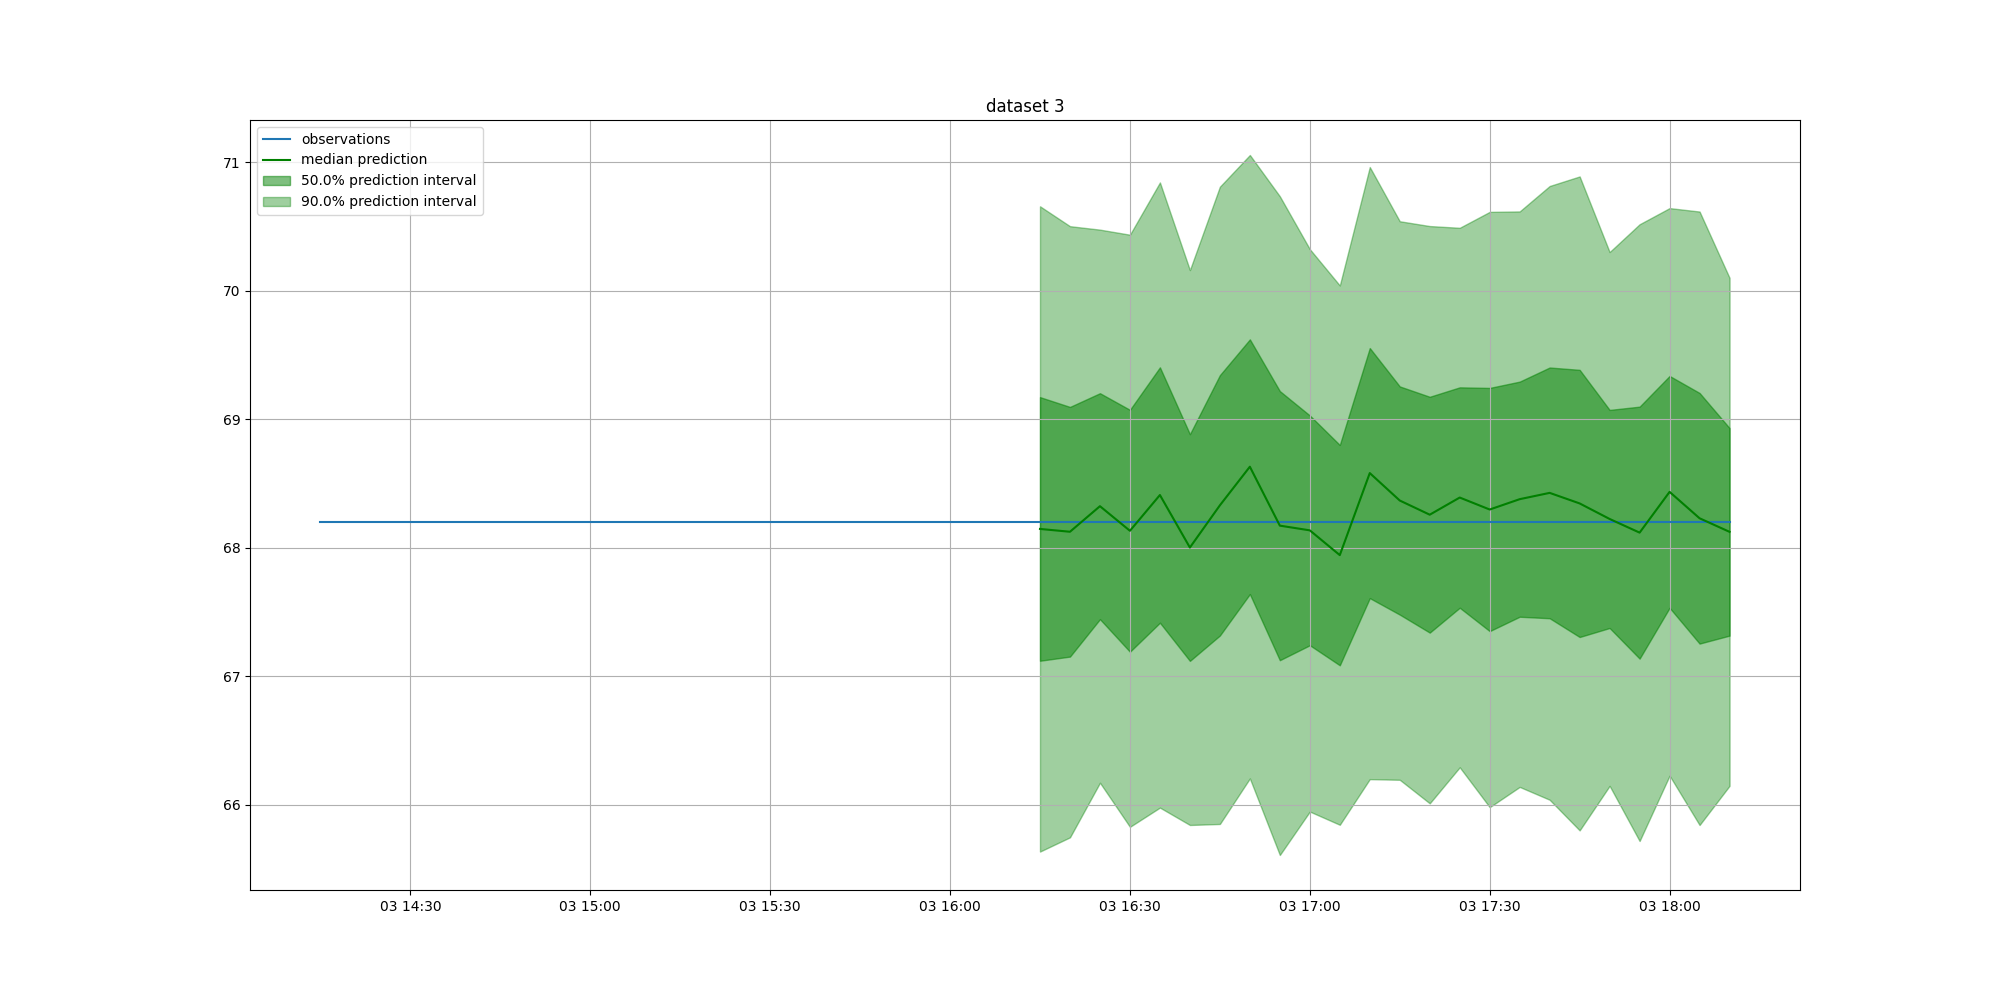 dataset 3
observations
median prediction
50.0% prediction interval
90.0% prediction interval
71
70
69
68
67
66
03 14:30 03 15:00 03 15:30 03 16:00 03 16:30 03 17:00 03 17:30 03 18:00